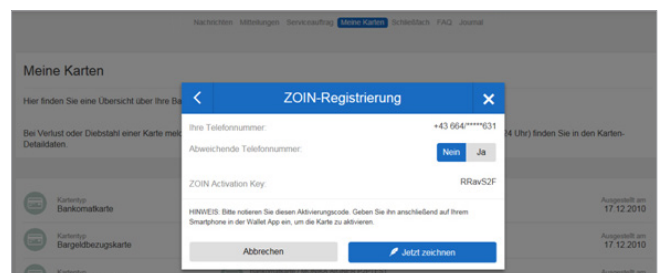 Nachrichten Mitteilungen Serviceauftrag Meine Karten Schließfach FAQ Journal
Meine Karten
Hier finden Sie eine Übersicht über Ihre Ba
ZOIN-Registrierung
Ihre Telefonnummer: +43 664/*****631
Bei Verlust oder Diebstahl einer Karte meld 24 Uhr) finden Sie in den Karten-
Detaildaten.
Abweichende Telefonnummer: Nein Ja
ZOIN Activation Key: RRavS2F
Kartentyp Ausgestellt am
Bankomatkarte 17.12.2010
HINWEIS: Bitte notieren Sie diesen Aktivierungscode. Geben Sie ihn anschließend auf Ihrem
Smartphone in der Wallet App ein, um die Karte zu aktivieren.
Kartentyp Ausgestellt am
Bargeldbezugskarte 17.12.2010
Abbrechen Jetzt zeichnen
Kartentyp Ausgestellt am